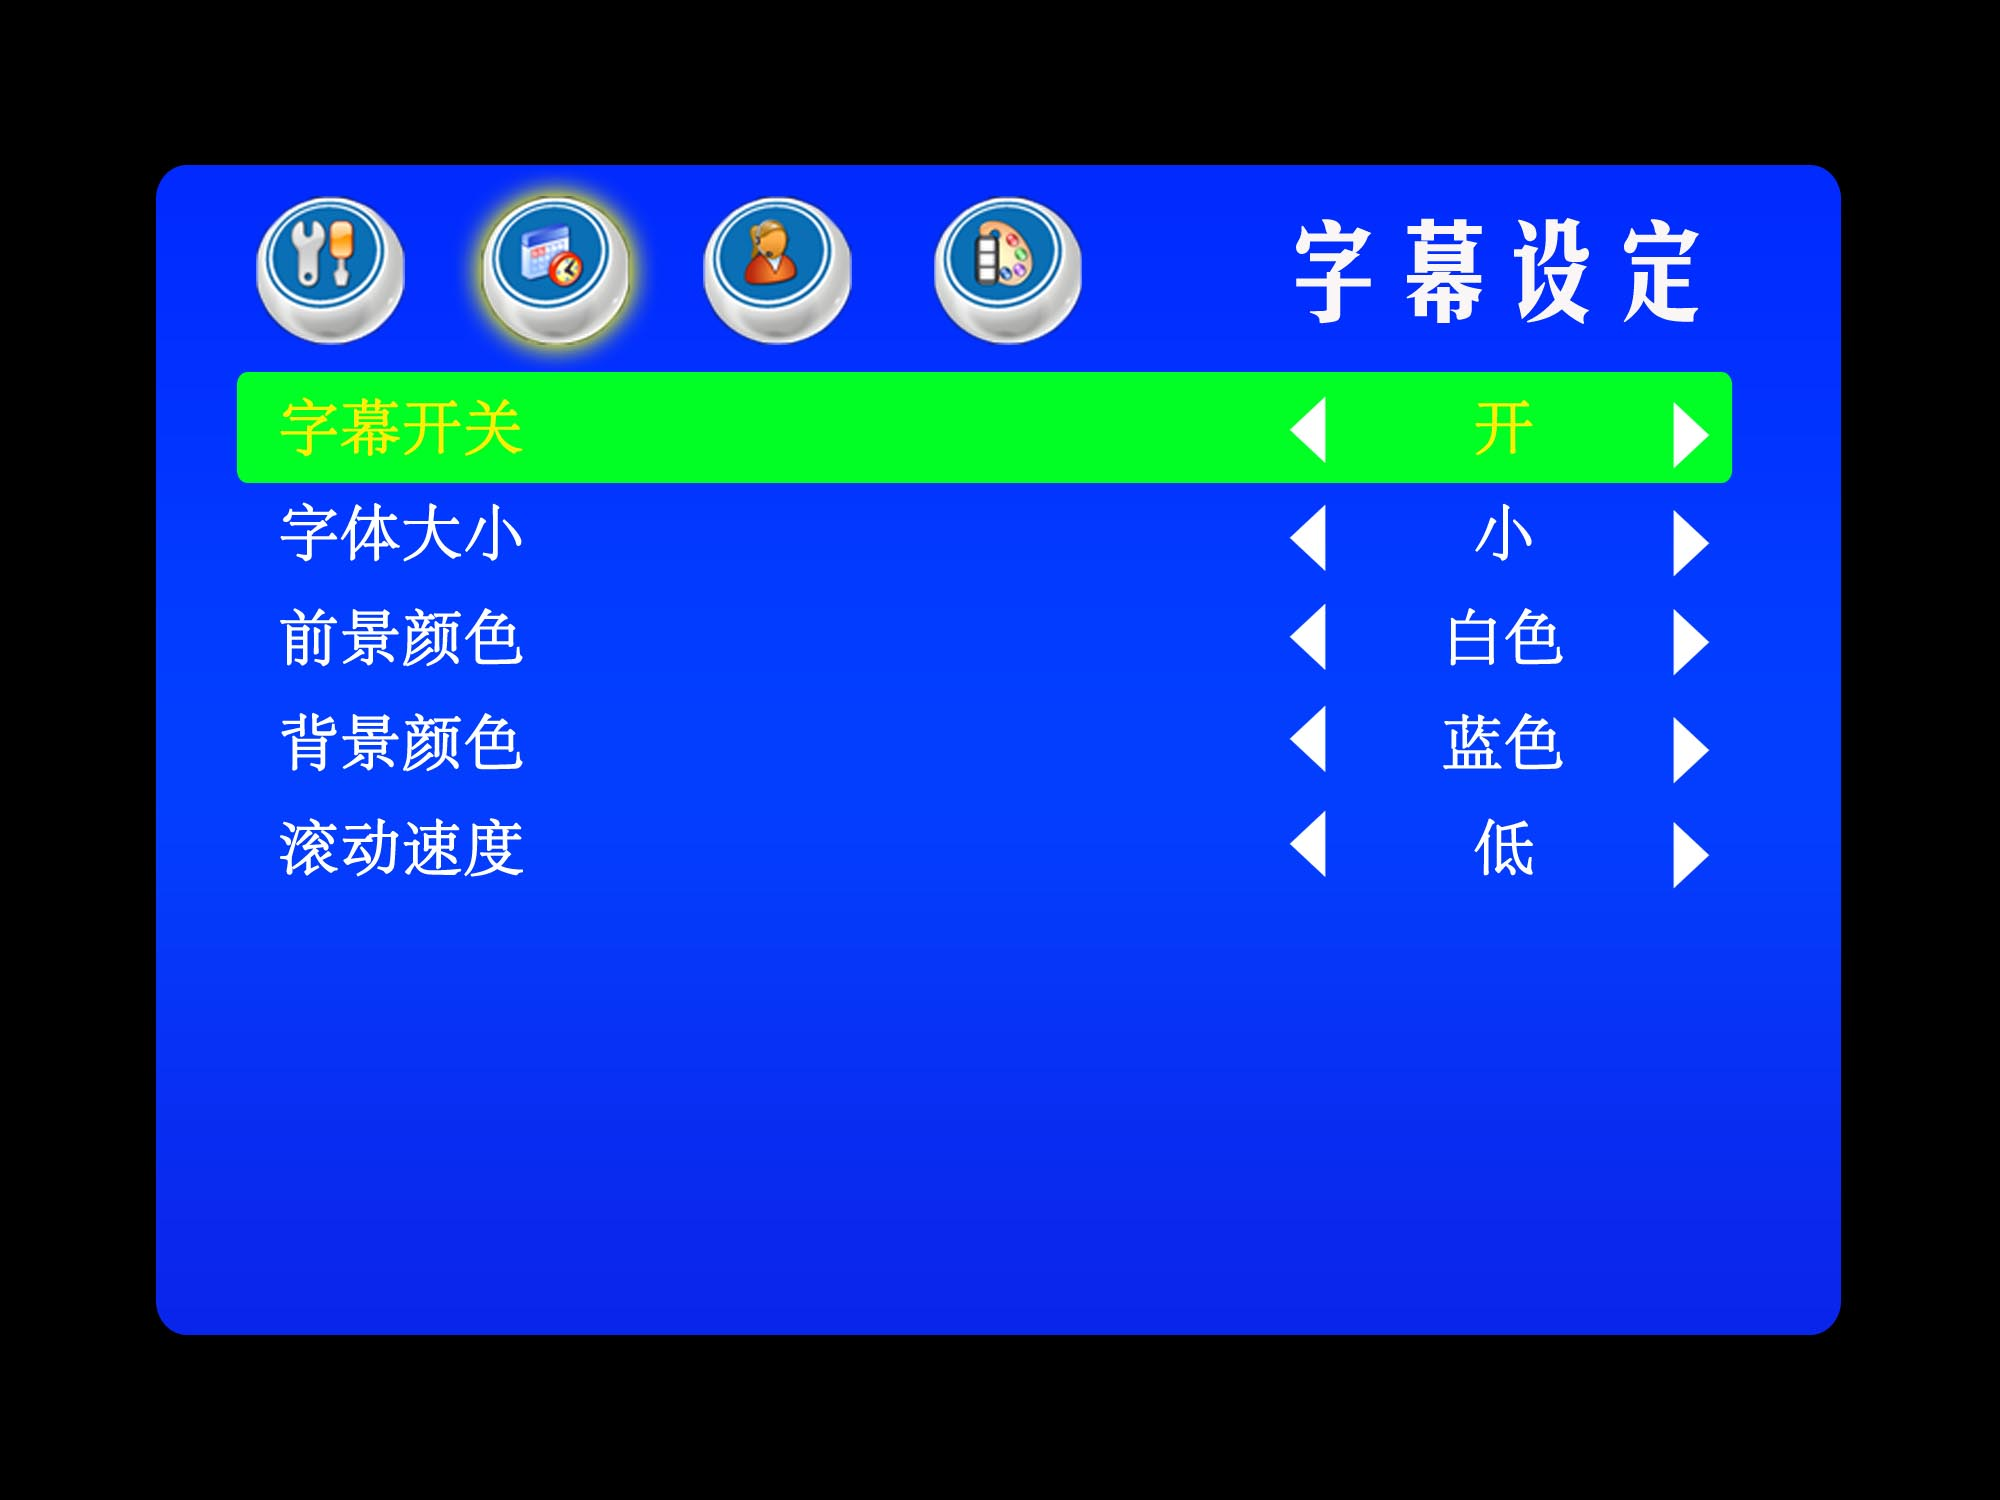 字幕设定
字幕开关 开
字体大小 小
前景颜色 白色
背景颜色 蓝色
滚动速度 低